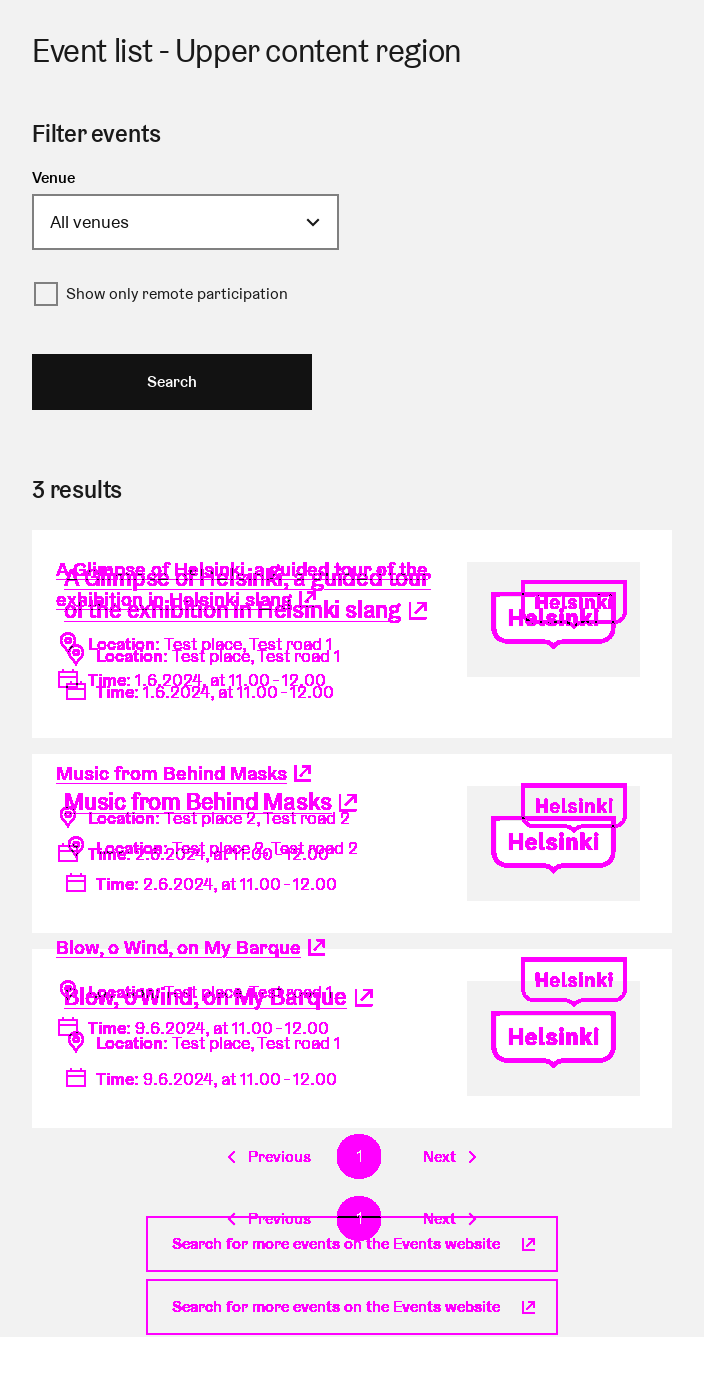 Event list - Upper content region
Filter events
Venue
All venues
Show only remote participation
Search
3 results
A Glimpse of Helsinki, a guided tour of the
A Glimpse of Helsinki, a guided tour
exhibition in Helsinki slang
of the exhibition in Helsinki slang
Helsinki
Helsinki
Location: Test place, Test road 1
Location: Test place, Test road 1
Time: 1.6.2024, at 11.00 - 12.00
Time: 1.6.2024, at 11.00 - 12.00
Music from Behind Masks
Music from Behind Masks
Helsinki
Helsinki
Location: Test place 2, Test road 2
Location: Test place 2, Test road 2
Time: 2.6.2024, at 11.00 - 12.00
Time: 2.6.2024, at 11.00 - 12.00
Blow, o Wind, on My Barque
Helsinki
Location: Test place, Test road 1
Blow, o Wind, on My Barque
Time: 9.6.2024, at 11.00 - 12.00
Helsinki
Location: Test place, Test road 1
Time: 9.6.2024, at 11.00 - 12.00
Previous 1 Next
Previous 1 Next
Search for more events on the Events website
Search for more events on the Events website